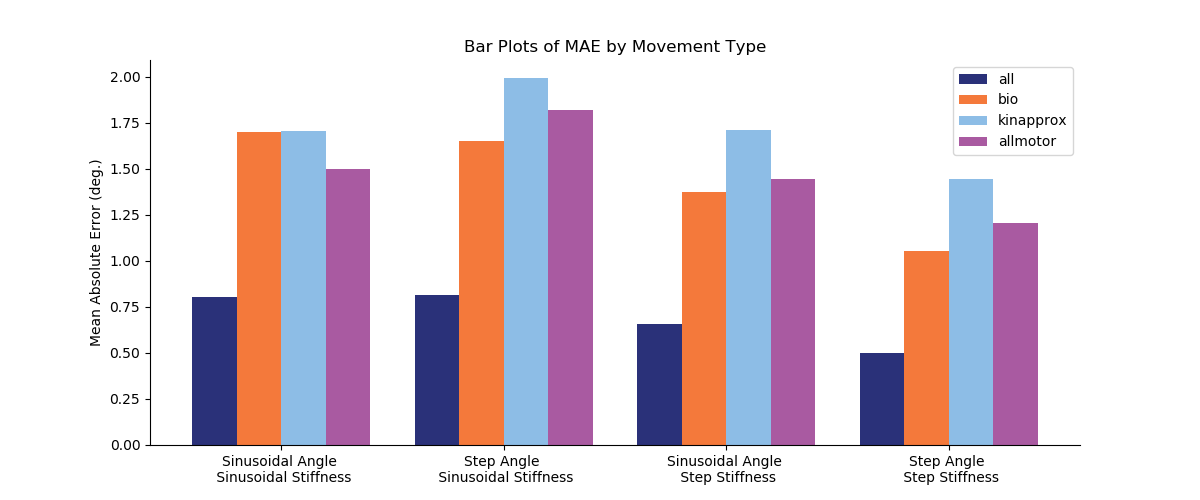 Bar Plots of MAE by Movement Type
Mean Absolute Error (deg.)
2.00
1.75
1.50
1.25
1.00
0.75
0.50
0.25
0.00
all
bio
kinapprox
allmotor
Sinusoidal Angle
Sinusoidal Stiffness
Step Angle
Sinusoidal Stiffness
Sinusoidal Angle
Step Stiffness
Step Angle
Step Stiffness